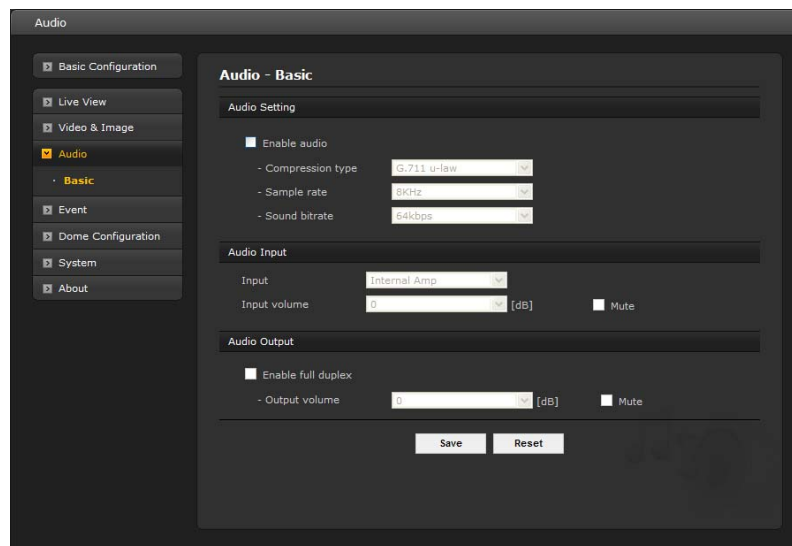 Audio
Basic Configuration
Live View
Video & Image
Audio
· Basic
Event
Dome Configuration
System
About
Audio - Basic
Audio Setting
Enable audio
- Compression type G.711 u-law
- Sample rate 8KHz
- Sound bitrate 64kbps
Audio Input
Input Internal Amp
Input volume 0 [dB] Mute
Audio Output
Enable full duplex
- Output volume 0 [dB] Mute
Save Reset